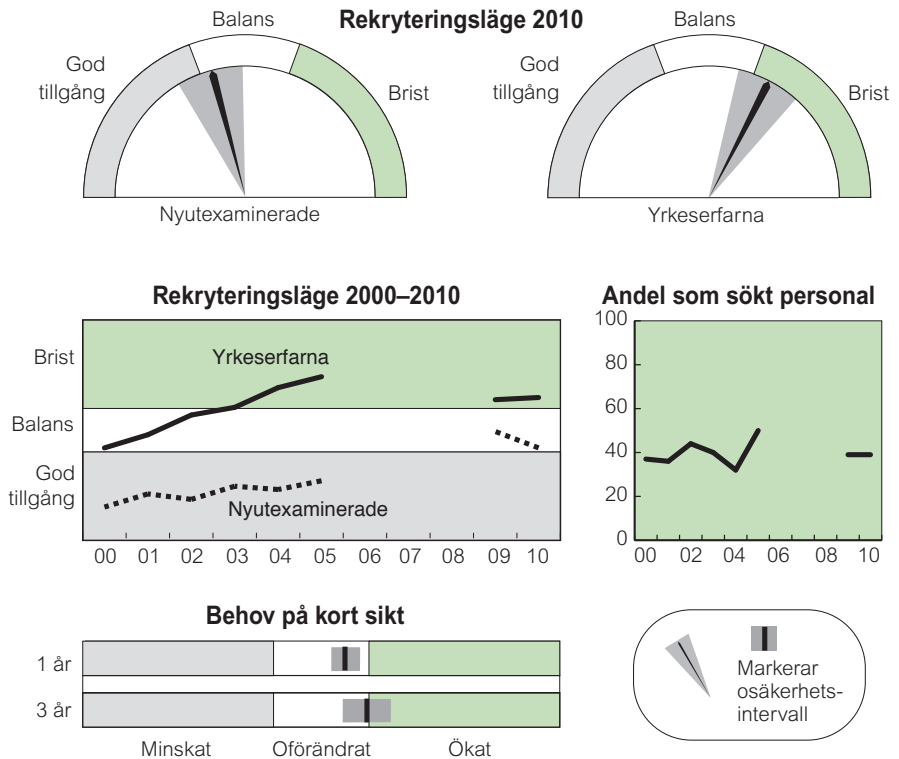 Rekryteringsläge 2010
Balans
God
tillgång
Brist
Nyutexaminerade
Balans
God
tillgång
Brist
Yrkeserfarna
Rekryteringsläge 2000–2010
Brist
Balans
God
tillgång
Yrkeserfarna
Nyutexaminerade
00 01 02 03 04 05 06 07 08 09 10
Andel som sökt personal
100
80
60
40
20
0
00 02 04 06 08 10
Behov på kort sikt
1 år
3 år
Minskat Oförändrat Ökat
Markerar
osäkerhets-
intervall